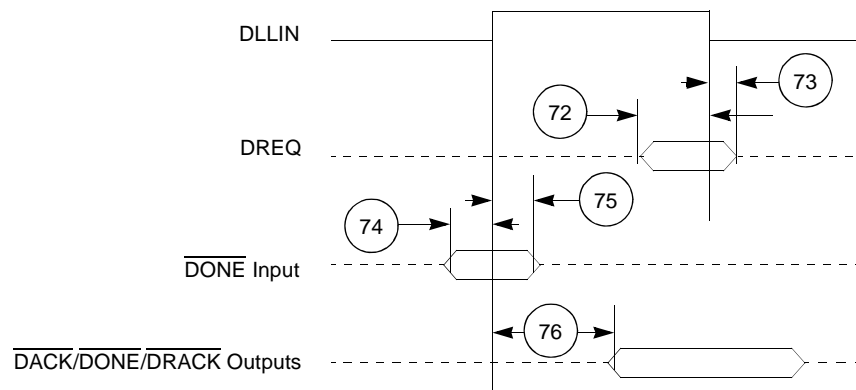 DLLIN
73
72
DREQ
75
74
DONE Input
76
DACK/DONE/DRACK Outputs